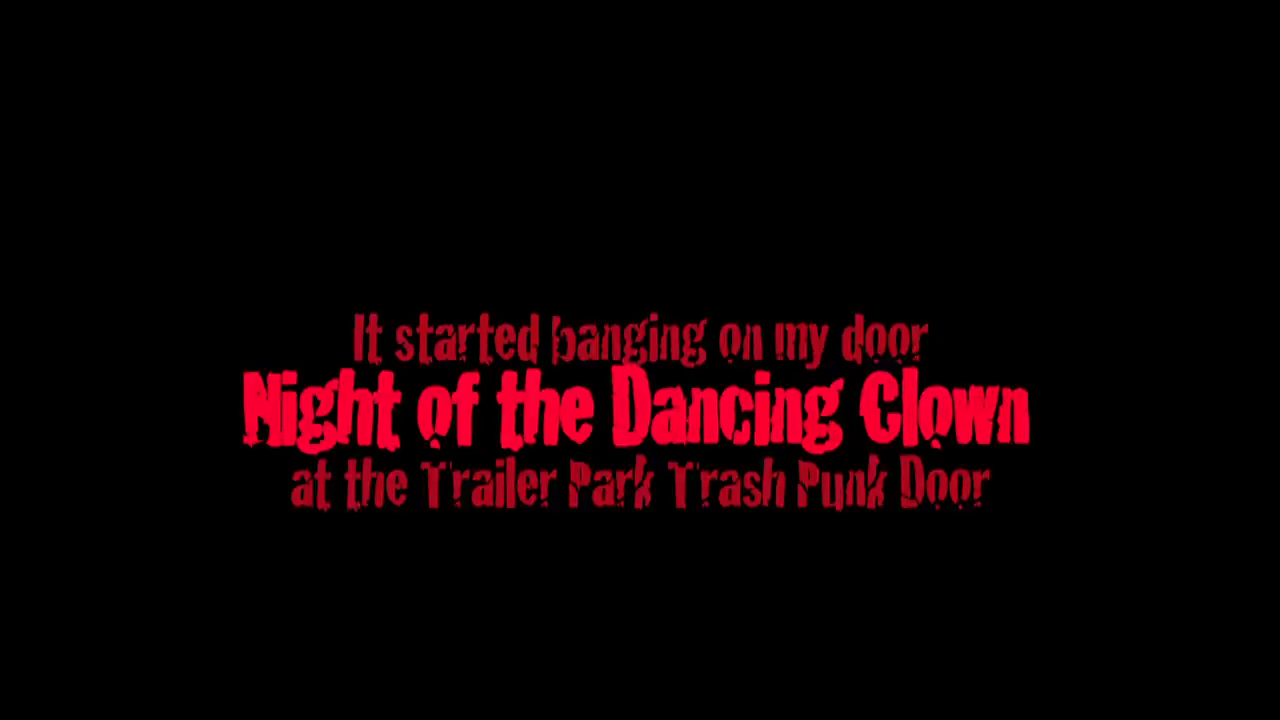 It started banging on my door
Night of the Dancing Clown
at the Trailer Park Trash Punk Door